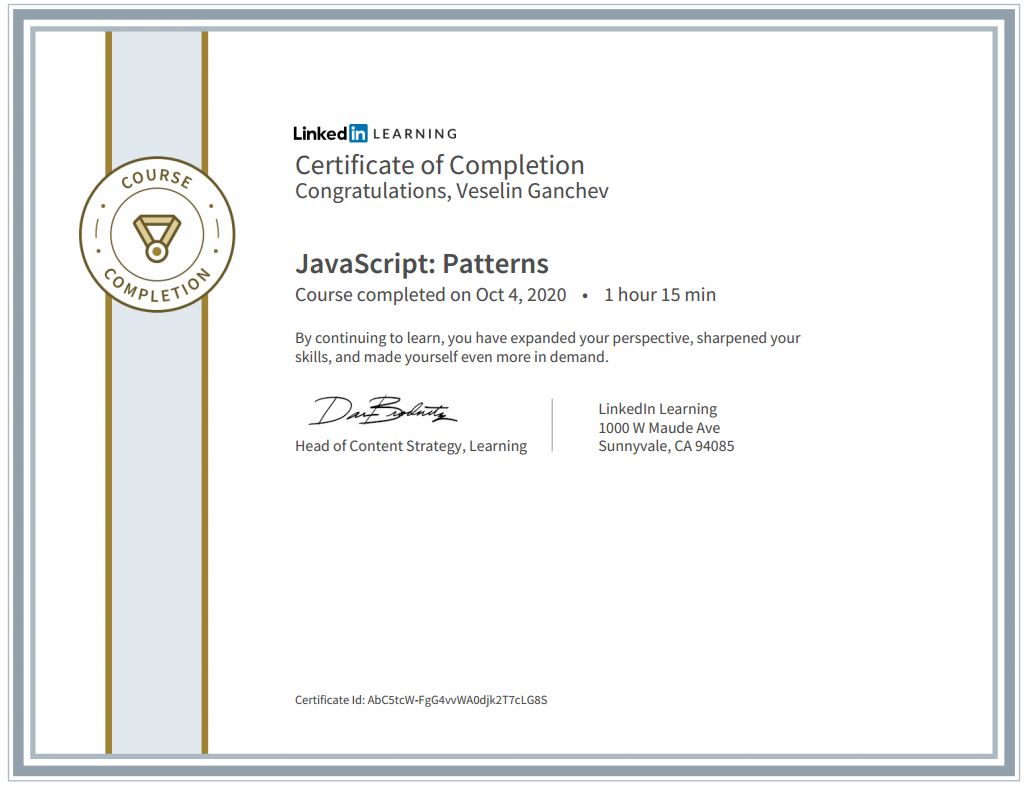 COURSE
COMPLETION
Linked in LEARNING
Certificate of Completion
Congratulations, Veselin Ganchev
JavaScript: Patterns
Course completed on Oct 4, 2020 • 1 hour 15 min
By continuing to learn, you have expanded your perspective, sharpened your
skills, and made yourself even more in demand.
Head of Content Strategy, Learning
LinkedIn Learning
1000 W Maude Ave
Sunnyvale, CA 94085
Certificate Id: AbC5tcW-FgG4vvWA0djk2T7cLG8S